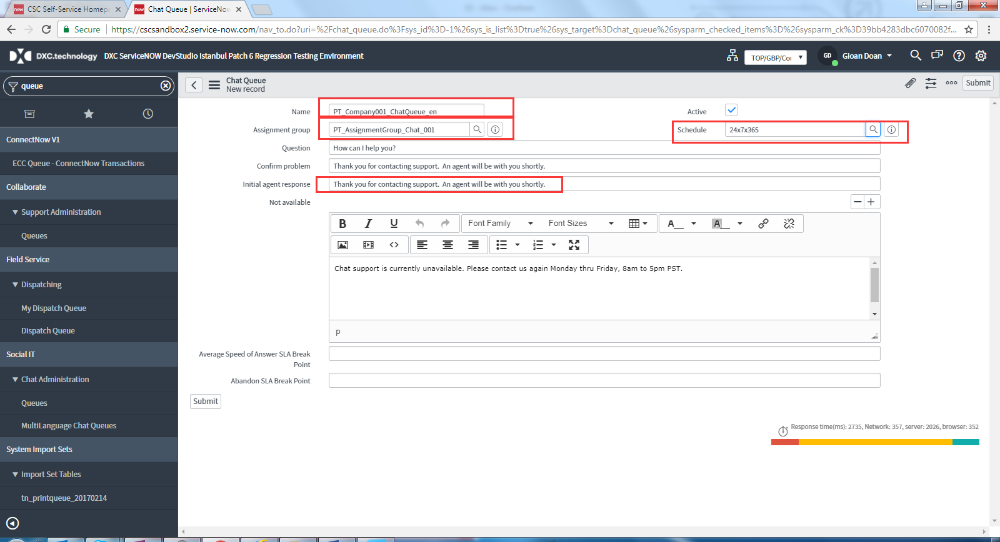 now CSC Self-Service Homepa
now Chat Queue | ServiceNow
Secure https://cscsandbox2.service-now.com/nav_to.do?uri=%2Fchat_queue.do%3Fsys_id%3D-1%26sys_is_list%3Dtrue%26sys_target%3Dchat_queue%26sysparm_checked_items%3D%26sysparm_ck%3D39bb4283dbc6070082f...
DXC.technology DXC ServiceNOW DevStudio Istanbul Patch 6 Regression Testing Environment
TOP/GBP/Cor
GD Gioan Doan
queue
Chat Queue
New record
Submit
ConnectNow V1
ECC Queue - ConnectNow Transactions
Collaborate
Support Administration
Queues
Field Service
Dispatching
My Dispatch Queue
Dispatch Queue
Social IT
Chat Administration
Queues
MultiLanguage Chat Queues
System Import Sets
Import Set Tables
tn_printqueue_20170214
Name PT_Company001_ChatQueue_en
Active
Assignment group PT_AssignmentGroup_Chat_001
Schedule 24x7x365
Question How can I help you?
Confirm problem Thank you for contacting support. An agent will be with you shortly.
Initial agent response Thank you for contacting support. An agent will be with you shortly.
Not available
B I U Font Family Font Sizes A A
Chat support is currently unavailable. Please contact us again Monday thru Friday, 8am to 5pm PST.
p
Average Speed of Answer SLA Break
Point
Abandon SLA Break Point
Submit
Response time(ms): 2735, Network: 357, server: 2026, browser: 352